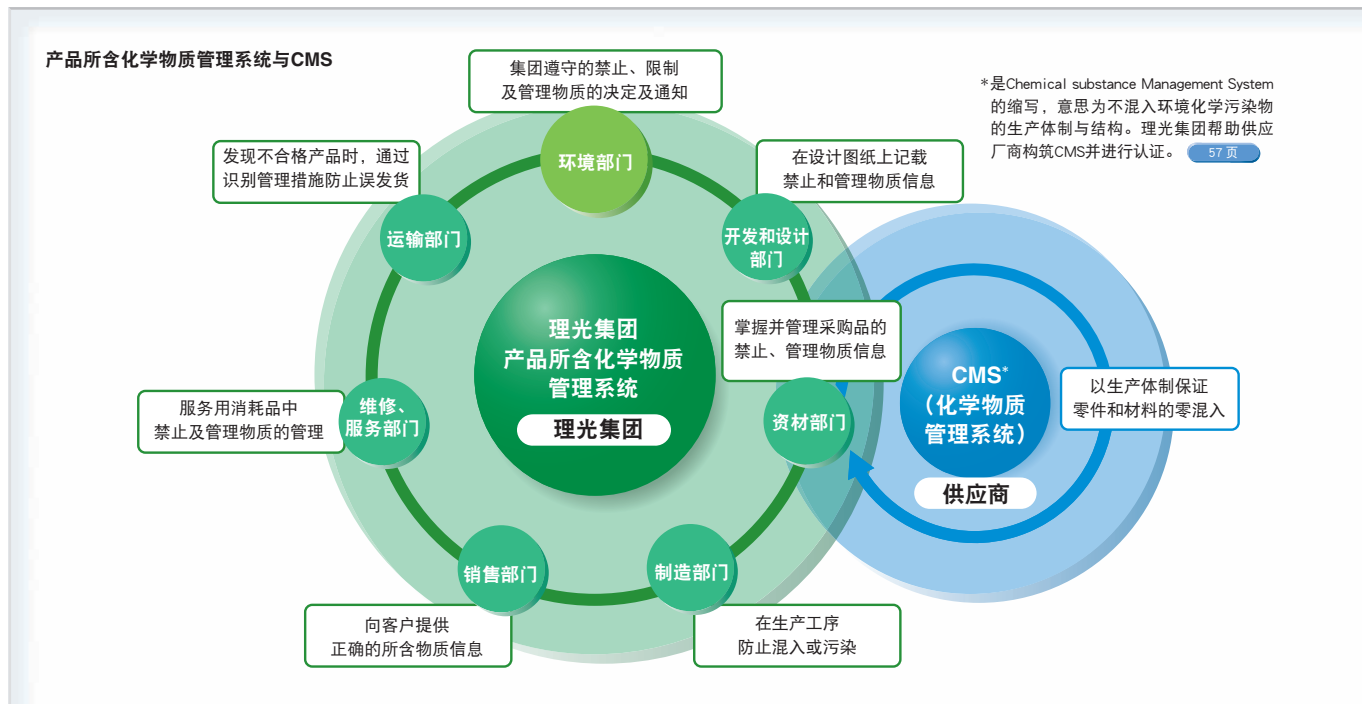 产品所含化学物质管理系统与CMS
集团遵守的禁止、限制
及管理物质的决定及通知
*是Chemical substance Management System
的缩写，意思为不混入环境化学污染物
的生产体制与结构。理光集团帮助供应
厂商构筑CMS并进行认证。 57 页
环境部门
发现不合格产品时，通过
识别管理措施防止误发货
运输部门
在设计图纸上记载
禁止和管理物质信息
开发和设计
部门
理光集团
产品所含化学物质
管理系统
理光集团
掌握并管理采购品的
禁止、管理物质信息
资材部门
CMS*
（化学物质
管理系统）
供应商
以生产体制保证
零件和材料的零混入
服务用消耗品中
禁止及管理物质的管理
维修、
服务部门
销售部门
向客户提供
正确的所含物质信息
制造部门
在生产工序
防止混入或污染